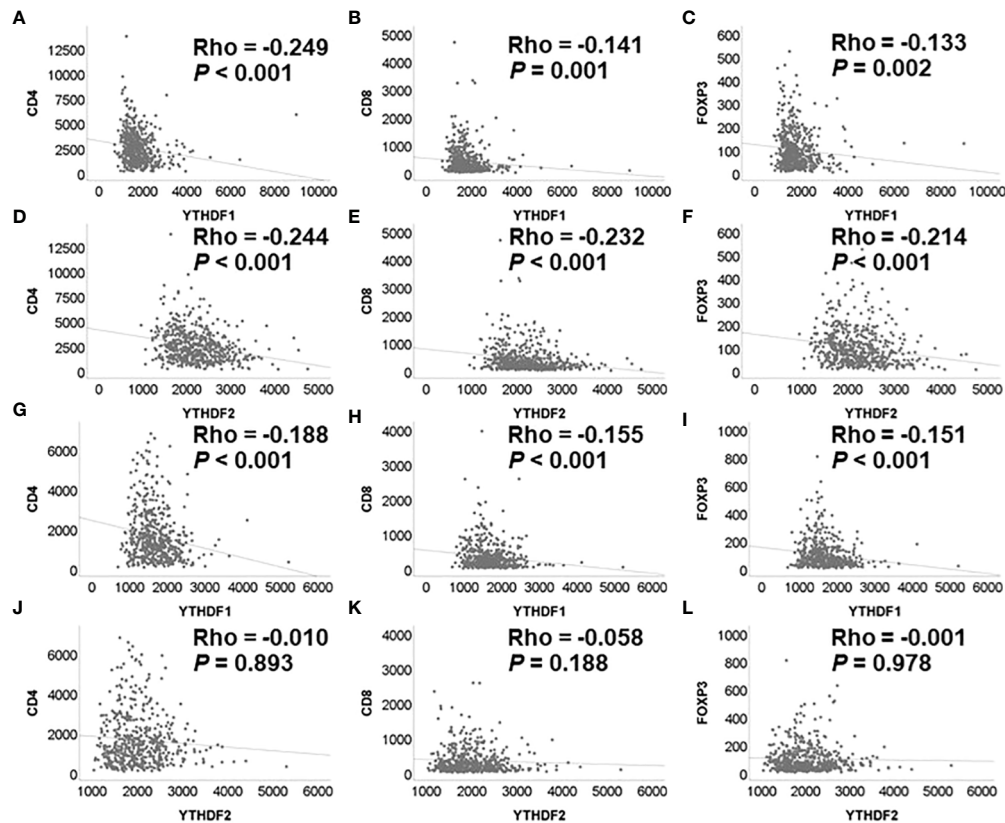 A
Rho = -0.249
P < 0.001
CD4
12500
10000
7500
5000
2500
0
0 2000 4000 6000 8000 10000
YTHDF1
B
Rho = -0.141
P = 0.001
CD8
5000
4000
3000
2000
1000
0
0 2000 4000 6000 8000 10000
YTHDF1
C
Rho = -0.133
P = 0.002
FOXP3
600
500
400
300
200
100
0
0 2000 4000 6000 8000 10000
YTHDF1
D
Rho = -0.244
P < 0.001
CD4
12500
10000
7500
5000
2500
0
0 1000 2000 3000 4000 5000
YTHDF2
E
Rho = -0.232
P < 0.001
CD8
5000
4000
3000
2000
1000
0
0 1000 2000 3000 4000 5000
YTHDF2
F
Rho = -0.214
P < 0.001
FOXP3
600
500
400
300
200
100
0
0 1000 2000 3000 4000 5000
YTHDF2
G
Rho = -0.188
P < 0.001
CD4
6000
4000
2000
0
0 1000 2000 3000 4000 5000 6000
YTHDF1
H
Rho = -0.155
P < 0.001
CD8
4000
3000
2000
1000
0
0 1000 2000 3000 4000 5000 6000
YTHDF1
I
Rho = -0.151
P < 0.001
FOXP3
1000
800
600
400
200
0
0 1000 2000 3000 4000 5000 6000
YTHDF1
J
Rho = -0.010
P = 0.893
CD4
6000
4000
2000
0
1000 2000 3000 4000 5000 6000
YTHDF2
K
Rho = -0.058
P = 0.188
CD8
4000
3000
2000
1000
0
1000 2000 3000 4000 5000 6000
YTHDF2
L
Rho = -0.001
P = 0.978
FOXP3
1000
800
600
400
200
0
1000 2000 3000 4000 5000 6000
YTHDF2